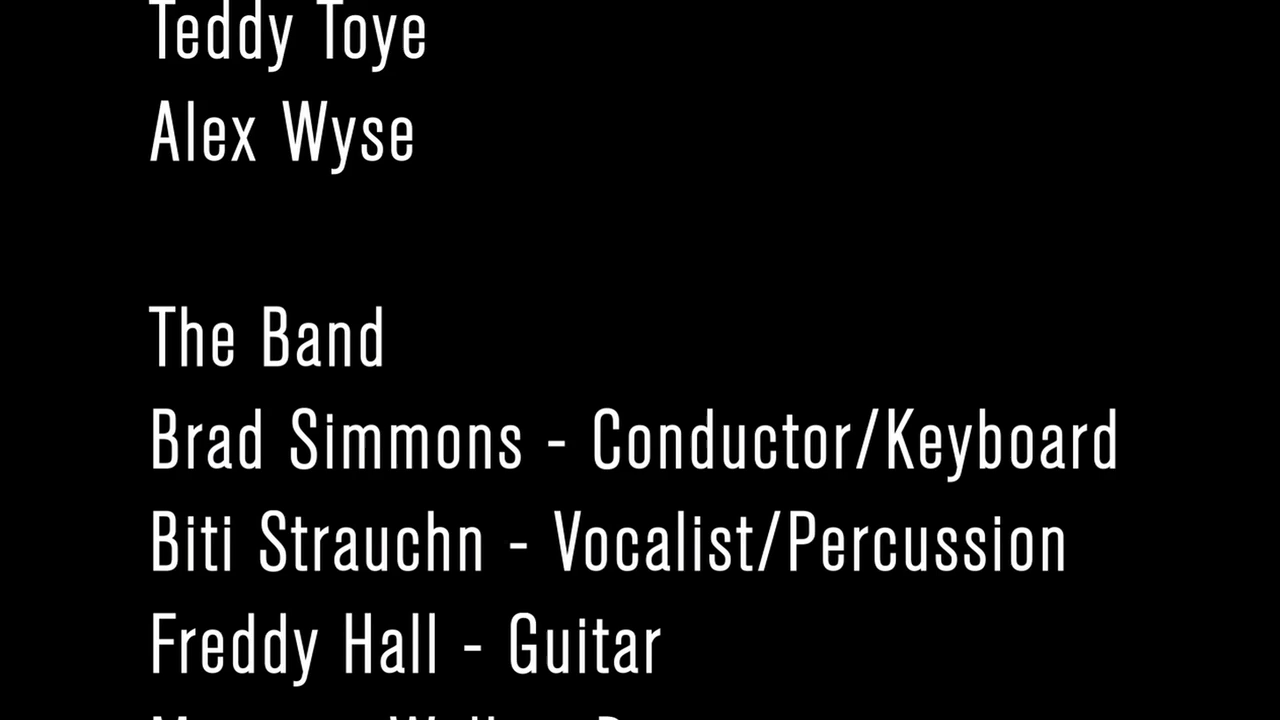 Teddy Toye
Alex Wyse
The Band
Brad Simmons - Conductor/Keyboard
Biti Strauchn - Vocalist/Percussion
Freddy Hall - Guitar